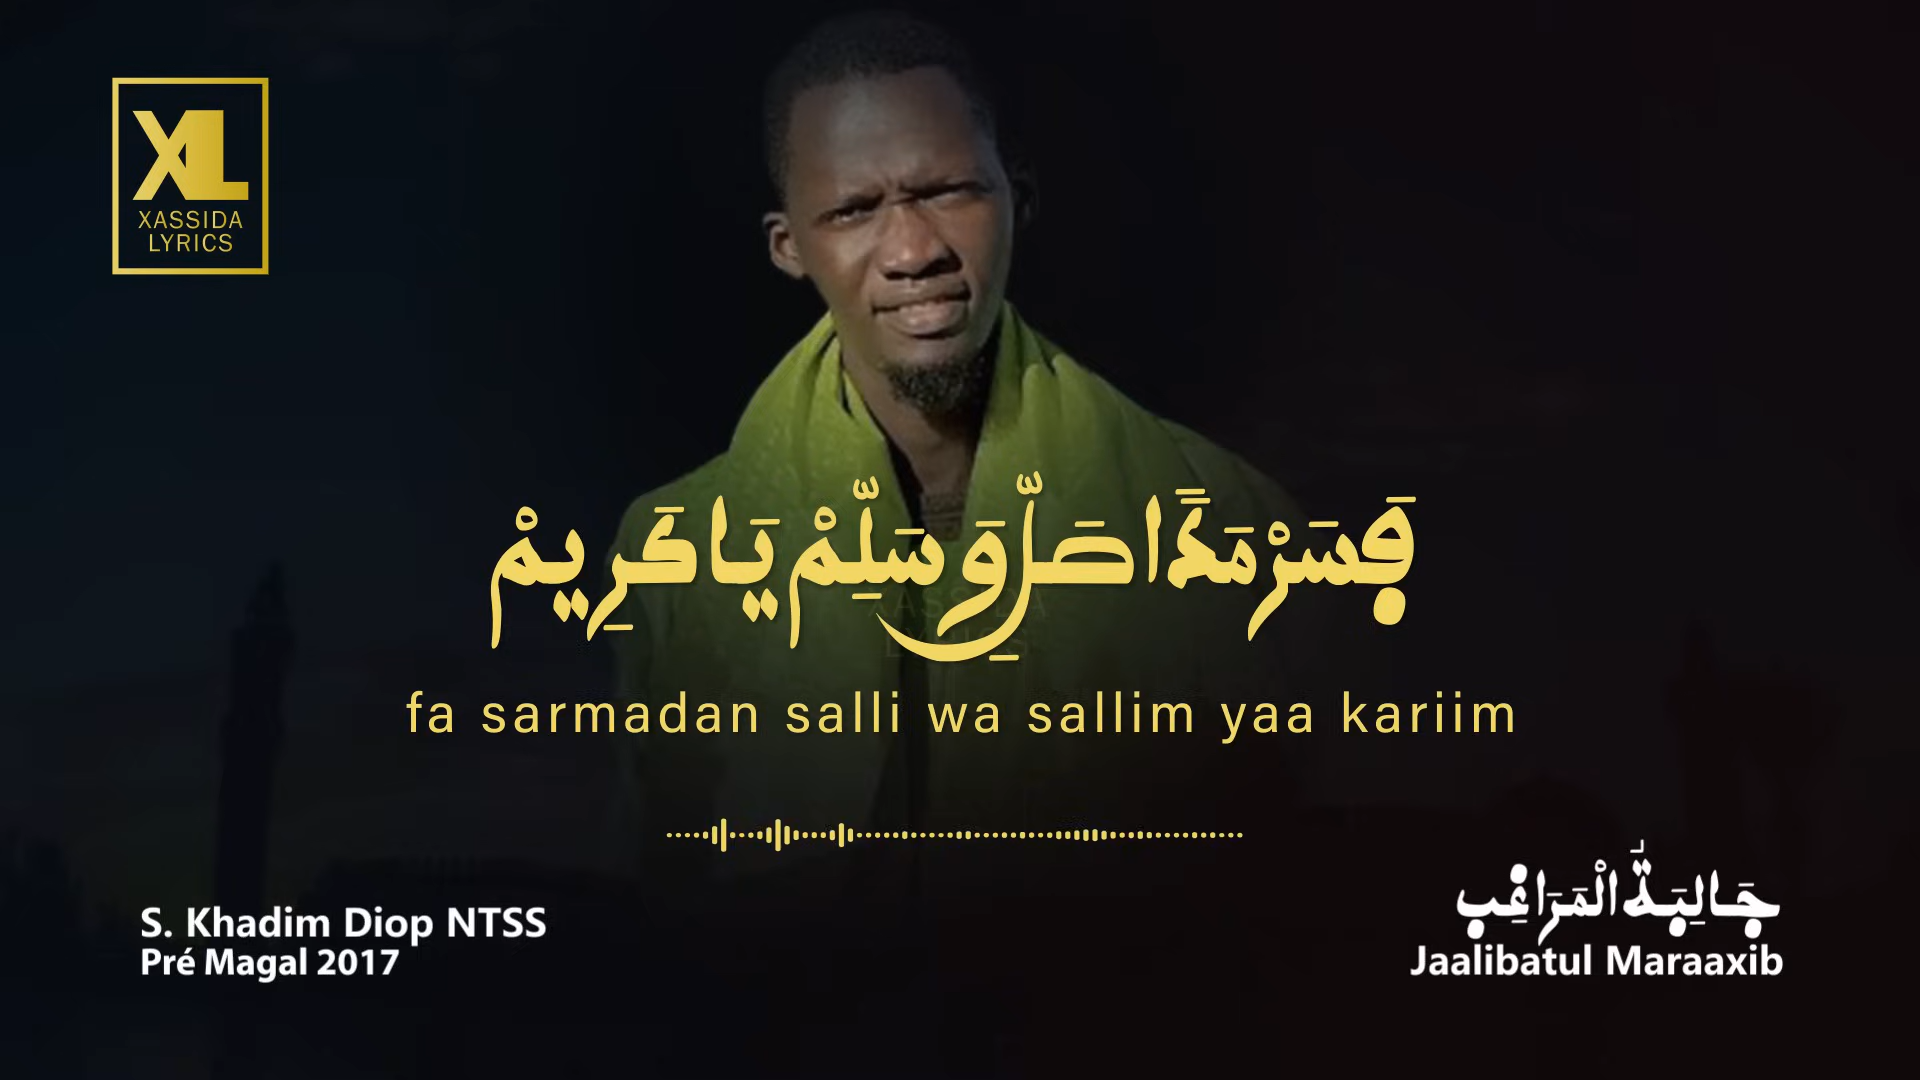 XL
XASSIDA
LYRICS
فَسَرْمَدًا صَلِّ وَسَلِّمْ يَا كَرِيمْ
fa sarmadan salli wa sallim yaa kariim
S. Khadim Diop NTSS
Pré Magal 2017
جَالِبَةُ الْمَرَاغِبِ
Jaalibatul Maraaxib